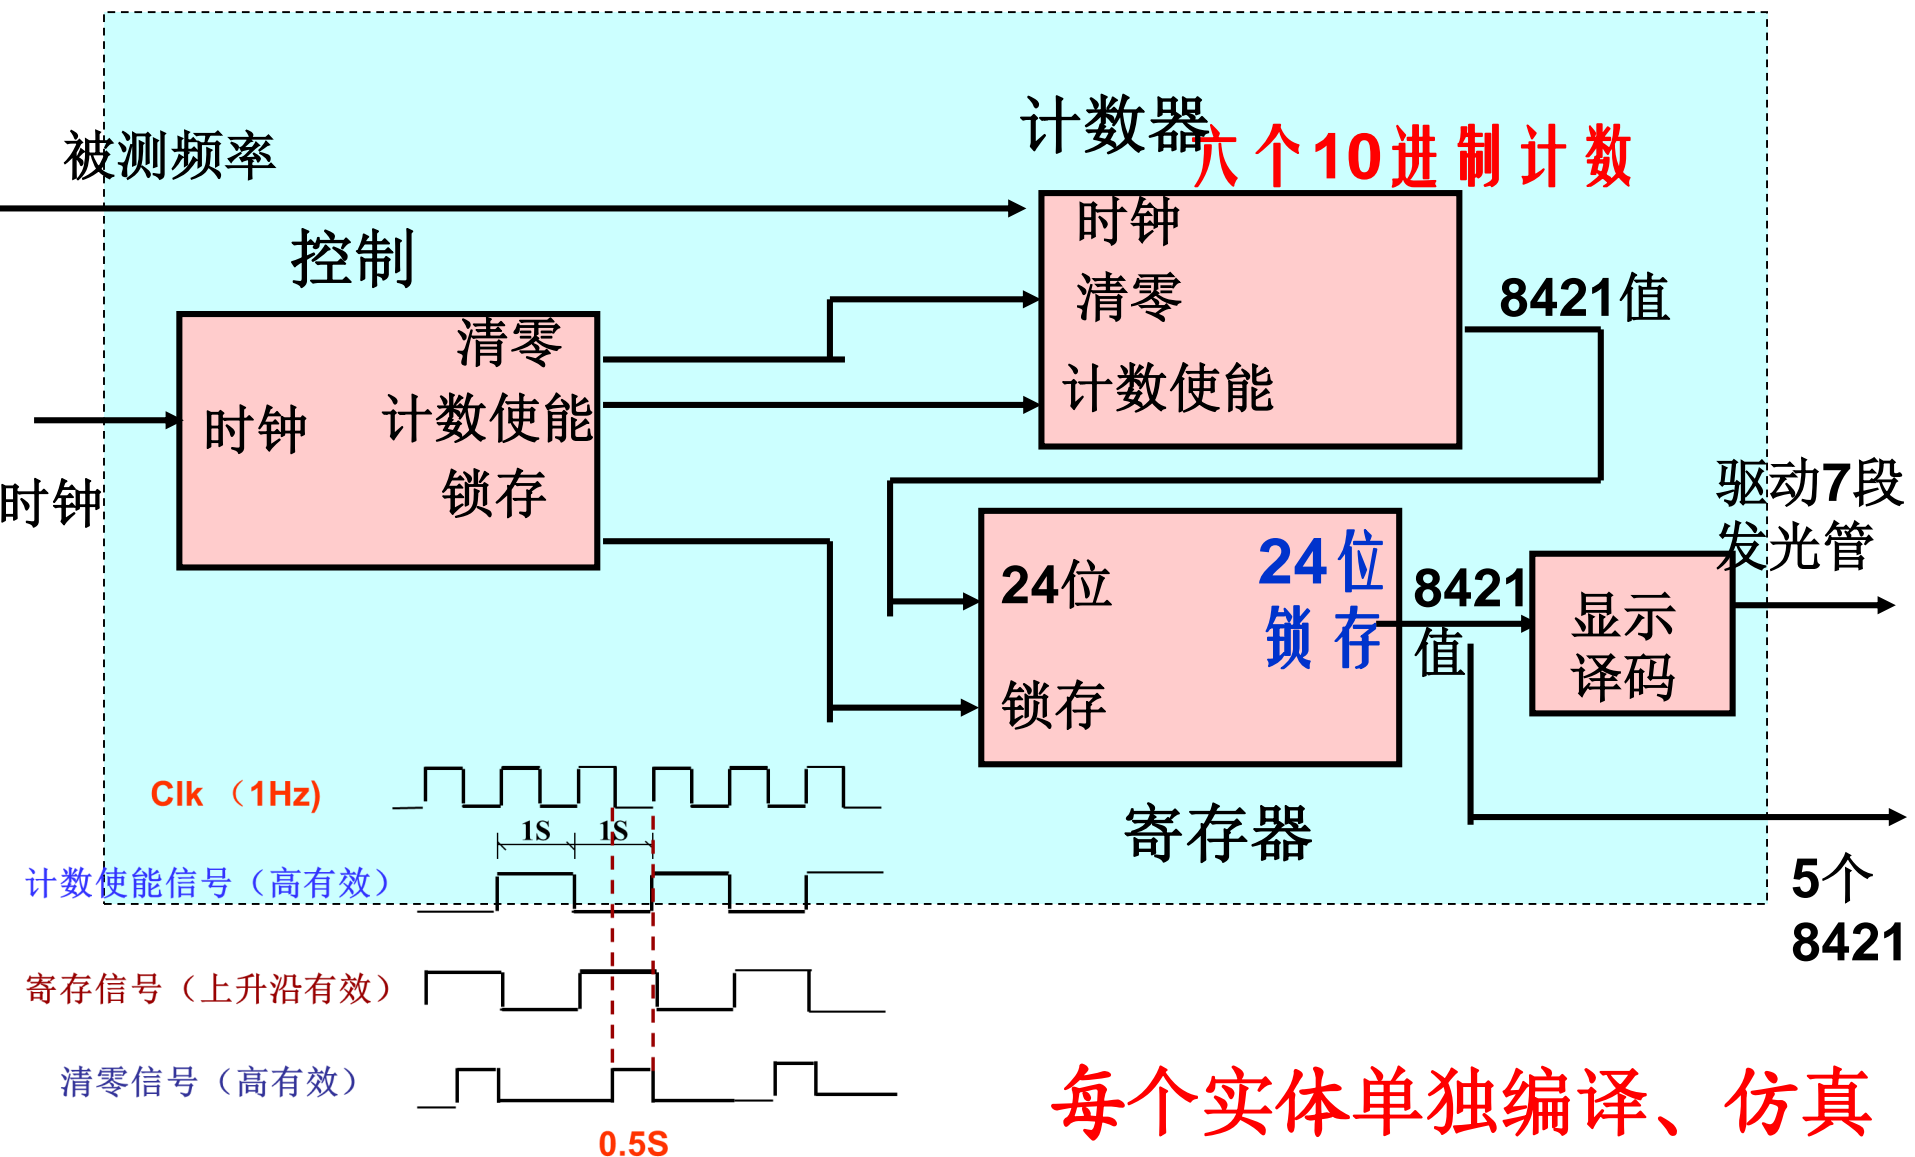 计数器
六个10进制计数
被测频率
控制
时钟
清零
计数使能
8421值
清零
计数使能
锁存
时钟
时钟
24位
锁存
24位
锁存
8421
值
驱动7段
发光管
显示
译码
寄存器
5个
8421
Clk （1Hz)
1S
1S
计数使能信号（高有效）
寄存信号（上升沿有效）
清零信号（高有效）
0.5S
每个实体单独编译、仿真